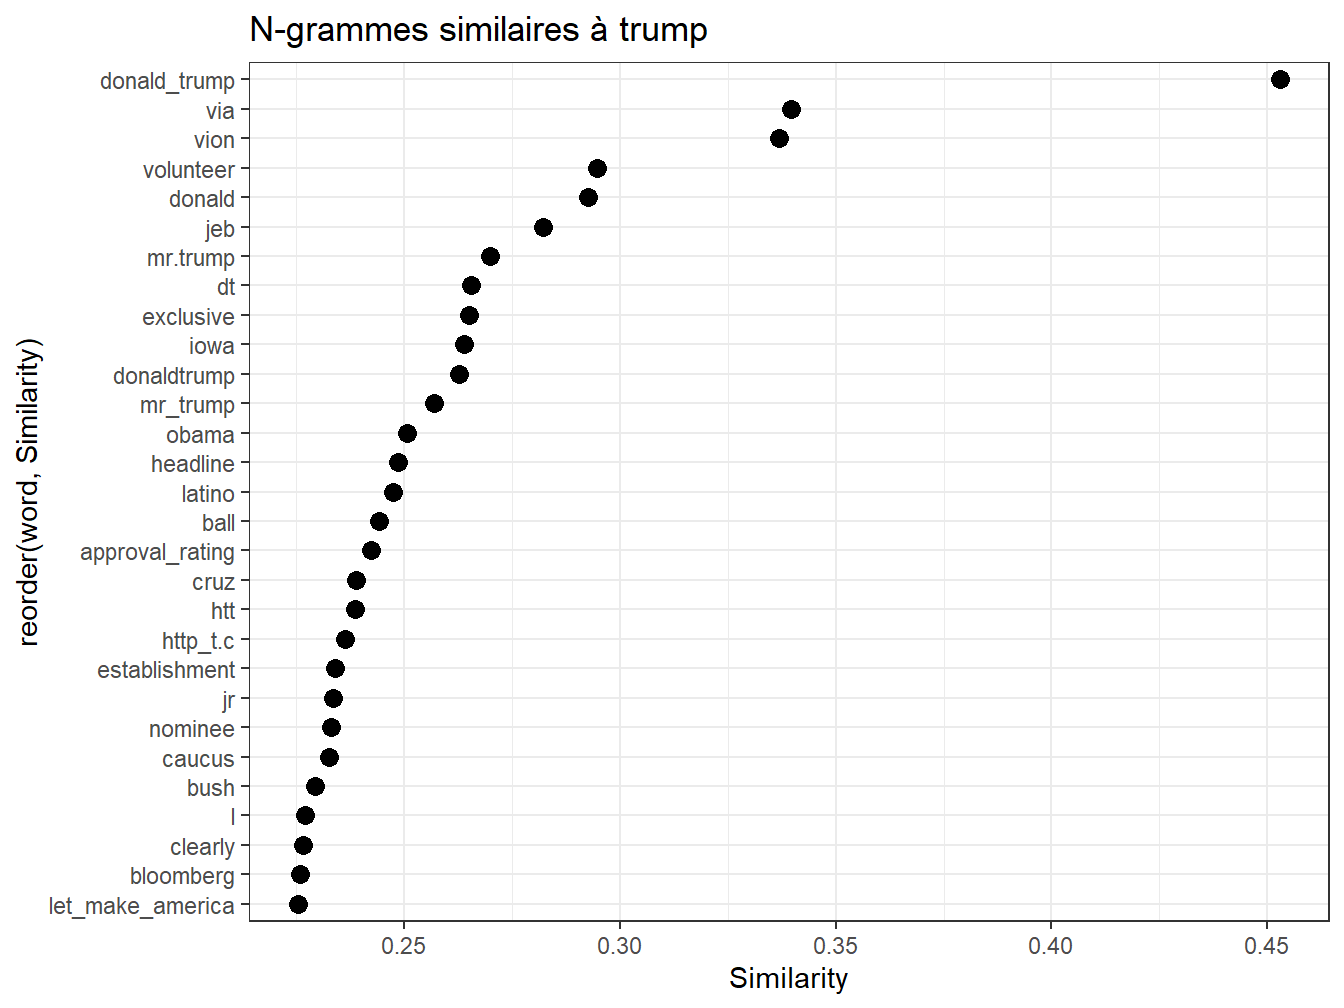 N-grammes similaires à trump
donald_trump
via
vion
volunteer
donald
jeb
mr.trump
dt
exclusive
iowa
donaldtrump
mr_trump
obama
headline
latino
ball
approval_rating
cruz
htt
http_t.c
establishment
jr
nominee
caucus
bush
l
clearly
bloomberg
let_make_america
reorder(word, Similarity)
0.25 0.30 0.35 0.40 0.45
Similarity